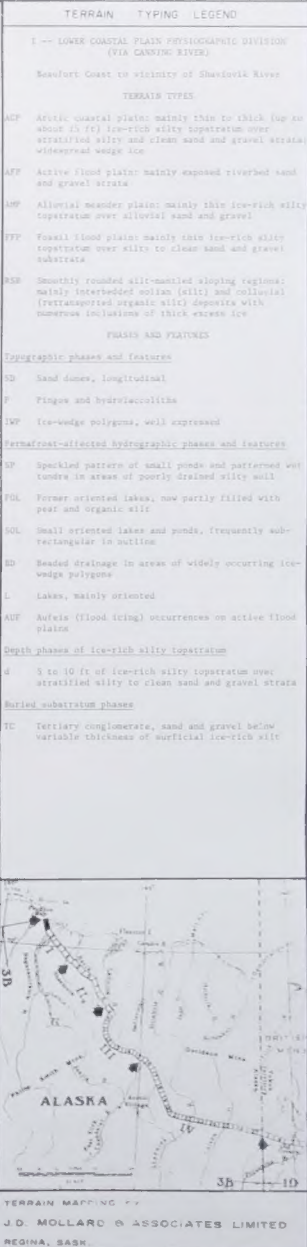 TERRAIN TYPING LEGEND
I -- LOWER COASTAL PLAIN PHYSIOGRAPHIC DIVISION
(VIA CANNING RIVER)
Beaufort Coast to vicinity of Shaviovik River
TERRAIN TYPES
ACP Arctic coastal plain: mainly thin to thick (up to
about 25 ft) ice-rich silty topstratum over
stratified silty and clean sand and gravel strata;
widespread wedge ice
AFP Active flood plain: mainly exposed riverbed sand
and gravel strata
AMP Alluvial meander plain: mainly thin ice-rich silty
topstratum over alluvial sand and gravel
FFP Fossil flood plain: mainly thin ice-rich silty
topstratum over silty to clean sand and gravel
substrata
RSR Smoothly rounded silt-mantled sloping regions:
mainly interbedded eolian (silt) and colluvial
(retransported organic silt) deposits with
numerous inclusions of thick excess ice
PHASES AND FEATURES
Topographic phases and features
SD Sand dunes, longitudinal
P Pingos and hydrolaccoliths
IWP Ice-wedge polygons, well expressed
Permafrost-affected hydrographic phases and features
SP Speckled pattern of small ponds and patterned wet
tundra in areas of poorly drained silty soil
FOL Former oriented lakes, now partly filled with
peat and organic silt
SOL Small oriented lakes and ponds, frequently sub-
rectangular in outline
BD Beaded drainage in areas of widely occurring ice-
wedge polygons
L Lakes, mainly oriented
AUF Aufeis (flood icing) occurrences on active flood
plains
Depth phases of ice-rich silty topstratum
d 5 to 10 ft of ice-rich silty topstratum over
stratified silty to clean sand and gravel strata
Buried substratum phases
TC Tertiary conglomerate, sand and gravel below
variable thickness of surficial ice-rich silt
3B
I
III
Davidson Mtns
Philip Smith Mtns
ALASKA
IV
3B 1D
TERRAIN MAPPING BY
J.D. MOLLARD & ASSOCIATES LIMITED
REGINA, SASK.